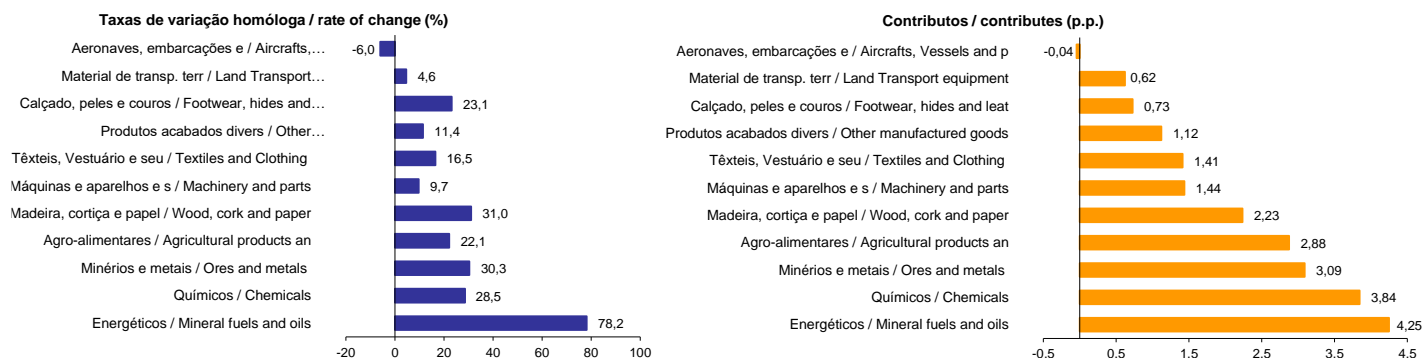 Taxas de variação homóloga / rate of change (%)
Aeronaves, embarcações e / Aircrafts,…
-6,0
Material de transp. terr / Land Transport…
4,6
Calçado, peles e couros / Footwear, hides and…
23,1
Produtos acabados divers / Other…
11,4
Têxteis, Vestuário e seu / Textiles and Clothing
16,5
Máquinas e aparelhos e s / Machinery and parts
9,7
Madeira, cortiça e papel / Wood, cork and paper
31,0
Agro-alimentares / Agricultural products an
22,1
Minérios e metais / Ores and metals
30,3
Químicos / Chemicals
28,5
Energéticos / Mineral fuels and oils
78,2
-20 0 20 40 60 80 100
Contributos / contributes (p.p.)
Aeronaves, embarcações e / Aircrafts, Vessels and p
-0,04
Material de transp. terr / Land Transport equipment
0,62
Calçado, peles e couros / Footwear, hides and leat
0,73
Produtos acabados divers / Other manufactured goods
1,12
Têxteis, Vestuário e seu / Textiles and Clothing
1,41
Máquinas e aparelhos e s / Machinery and parts
1,44
Madeira, cortiça e papel / Wood, cork and paper
2,23
Agro-alimentares / Agricultural products an
2,88
Minérios e metais / Ores and metals
3,09
Químicos / Chemicals
3,84
Energéticos / Mineral fuels and oils
4,25
-0.5 0.5 1.5 2.5 3.5 4.5